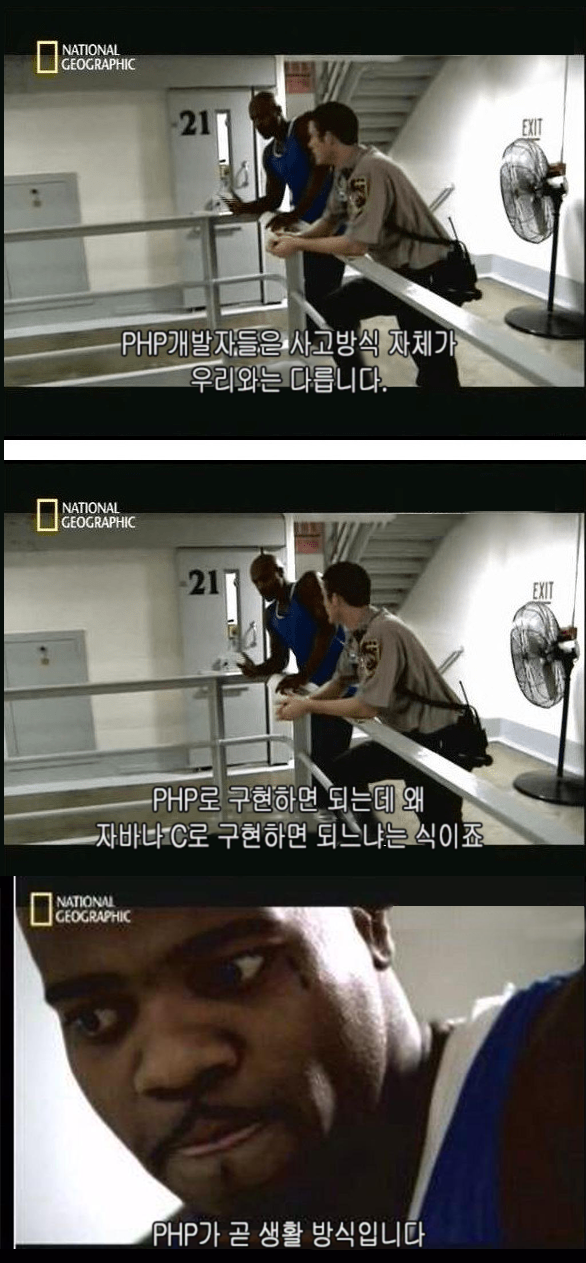 NATIONAL
GEOGRAPHIC
21
EXIT
PHP개발자들은 사고방식 자체가
우리와는 다릅니다.
NATIONAL
GEOGRAPHIC
21
EXIT
PHP로 구현하면 되는데 왜
자바나 C로 구현하면 되느냐는 식이죠
NATIONAL
GEOGRAPHIC
PHP가 곧 생활 방식입니다